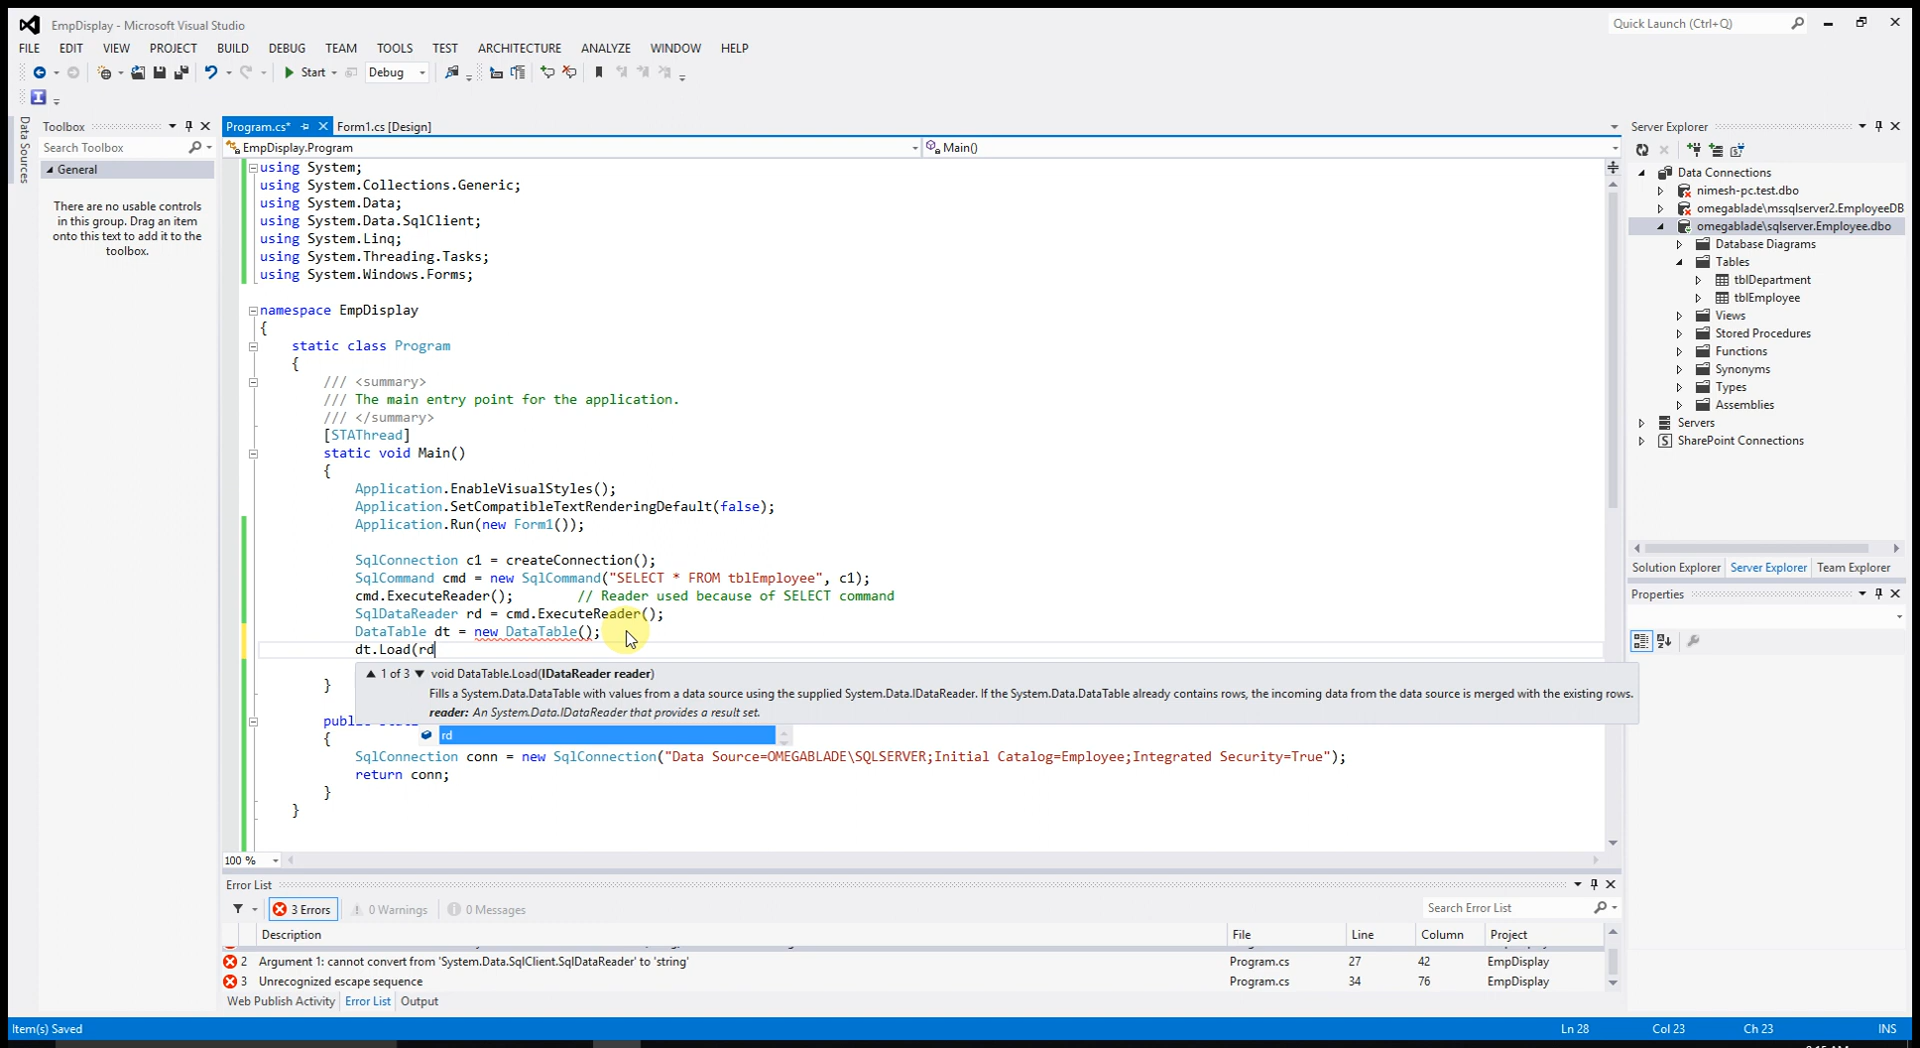 EmpDisplay - Microsoft Visual Studio
Quick Launch (Ctrl+Q)
FILE EDIT VIEW PROJECT BUILD DEBUG TEAM TOOLS TEST ARCHITECTURE ANALYZE WINDOW HELP
Start Debug
Data Sources
Toolbox
Search Toolbox
General
There are no usable controls
in this group. Drag an item
onto this text to add it to the
toolbox.
Program.cs* Form1.cs [Design]
EmpDisplay.Program Main()
using System;
using System.Collections.Generic;
using System.Data;
using System.Data.SqlClient;
using System.Linq;
using System.Threading.Tasks;
using System.Windows.Forms;
namespace EmpDisplay
{
static class Program
{
/// <summary>
/// The main entry point for the application.
/// </summary>
[STAThread]
static void Main()
{
Application.EnableVisualStyles();
Application.SetCompatibleTextRenderingDefault(false);
Application.Run(new Form1());
SqlConnection c1 = createConnection();
SqlCommand cmd = new SqlCommand("SELECT * FROM tblEmployee", c1);
cmd.ExecuteReader(); // Reader used because of SELECT command
SqlDataReader rd = cmd.ExecuteReader();
DataTable dt = new DataTable();
dt.Load(rd
1 of 3 void DataTable.Load(IDataReader reader)
Fills a System.Data.DataTable with values from a data source using the supplied System.Data.IDataReader. If the System.Data.DataTable already contains rows, the incoming data from the data source is merged with the existing rows.
reader: An System.Data.IDataReader that provides a result set.
}
rd
{
SqlConnection conn = new SqlConnection("Data Source=OMEGABLADE\SQLSERVER;Initial Catalog=Employee;Integrated Security=True");
return conn;
}
}
100 %
Error List
3 Errors 0 Warnings 0 Messages
Search Error List
Description File Line Column Project
2 Argument 1: cannot convert from 'System.Data.SqlClient.SqlDataReader' to 'string' Program.cs 27 42 EmpDisplay
3 Unrecognized escape sequence Program.cs 34 76 EmpDisplay
Web Publish Activity Error List Output
Server Explorer
Data Connections
nimesh-pc.test.dbo
omegablade\mssqlserver2.EmployeeDB
omegablade\sqlserver.Employee.dbo
Database Diagrams
Tables
tblDepartment
tblEmployee
Views
Stored Procedures
Functions
Synonyms
Types
Assemblies
Servers
SharePoint Connections
Solution Explorer Server Explorer Team Explorer
Properties
Item(s) Saved Ln 28 Col 23 Ch 23 INS